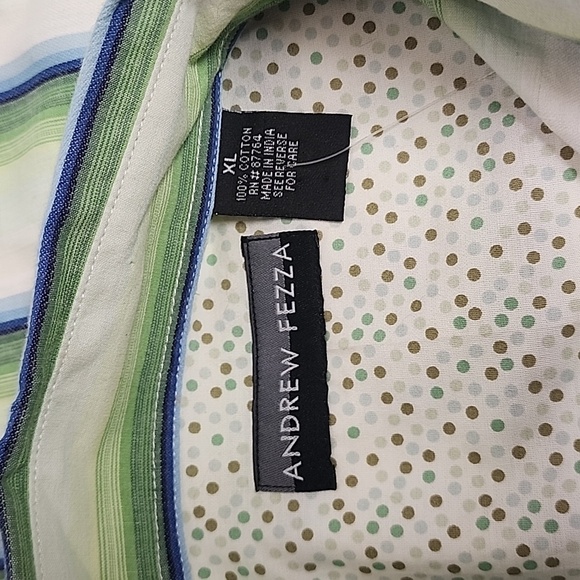 XL
100% COTTON
RN # 87764
MADE IN INDIA
SEE REVERSE
FOR CARE
ANDREW FEZZA